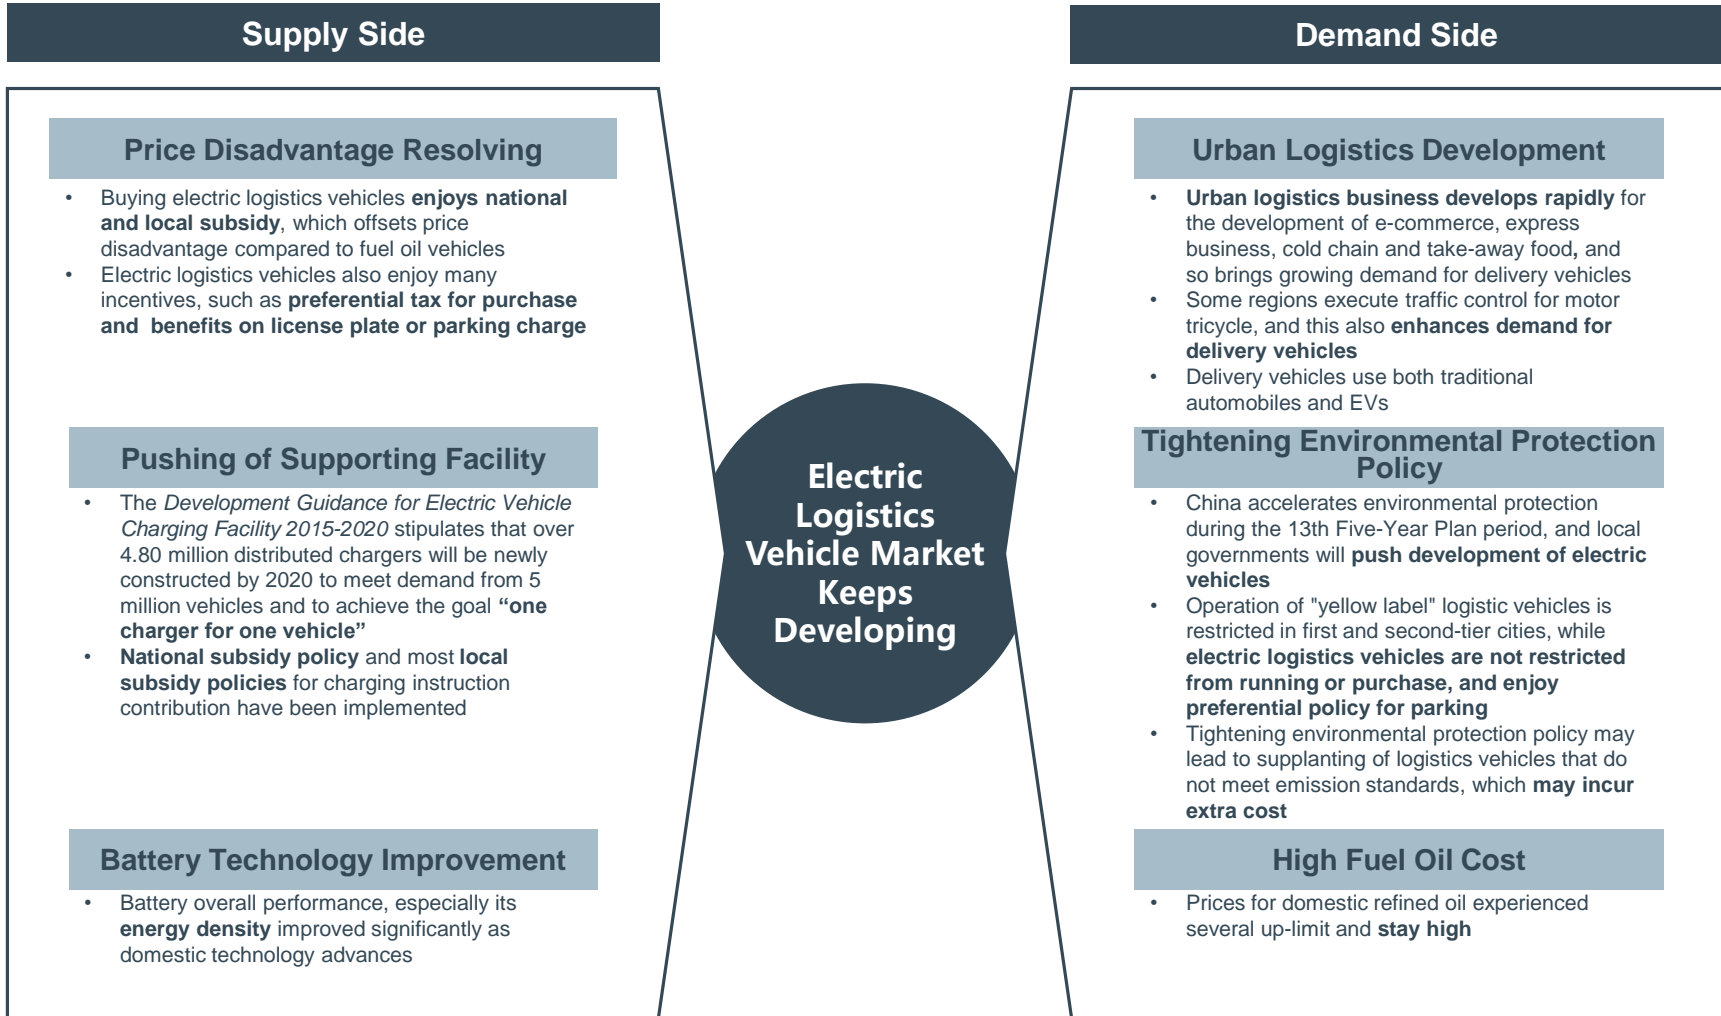 Supply Side
Price Disadvantage Resolving
• Buying electric logistics vehicles enjoys national
and local subsidy, which offsets price
disadvantage compared to fuel oil vehicles
• Electric logistics vehicles also enjoy many
incentives, such as preferential tax for purchase
and  benefits on license plate or parking charge
Pushing of Supporting Facility
• The Development Guidance for Electric Vehicle
Charging Facility 2015-2020 stipulates that over
4.80 million distributed chargers will be newly
constructed by 2020 to meet demand from 5
million vehicles and to achieve the goal “one
charger for one vehicle”
• National subsidy policy and most local
subsidy policies for charging instruction
contribution have been implemented
Battery Technology Improvement
• Battery overall performance, especially its
energy density improved significantly as
domestic technology advances
Electric
Logistics
Vehicle Market
Keeps
Developing
Demand Side
Urban Logistics Development
• Urban logistics business develops rapidly for
the development of e-commerce, express
business, cold chain and take-away food, and
so brings growing demand for delivery vehicles
• Some regions execute traffic control for motor
tricycle, and this also enhances demand for
delivery vehicles
• Delivery vehicles use both traditional
automobiles and EVs
Tightening Environmental Protection
Policy
• China accelerates environmental protection
during the 13th Five-Year Plan period, and local
governments will push development of electric
vehicles
• Operation of "yellow label" logistic vehicles is
restricted in first and second-tier cities, while
electric logistics vehicles are not restricted
from running or purchase, and enjoy
preferential policy for parking
• Tightening environmental protection policy may
lead to supplanting of logistics vehicles that do
not meet emission standards, which may incur
extra cost
High Fuel Oil Cost
• Prices for domestic refined oil experienced
several up-limit and stay high